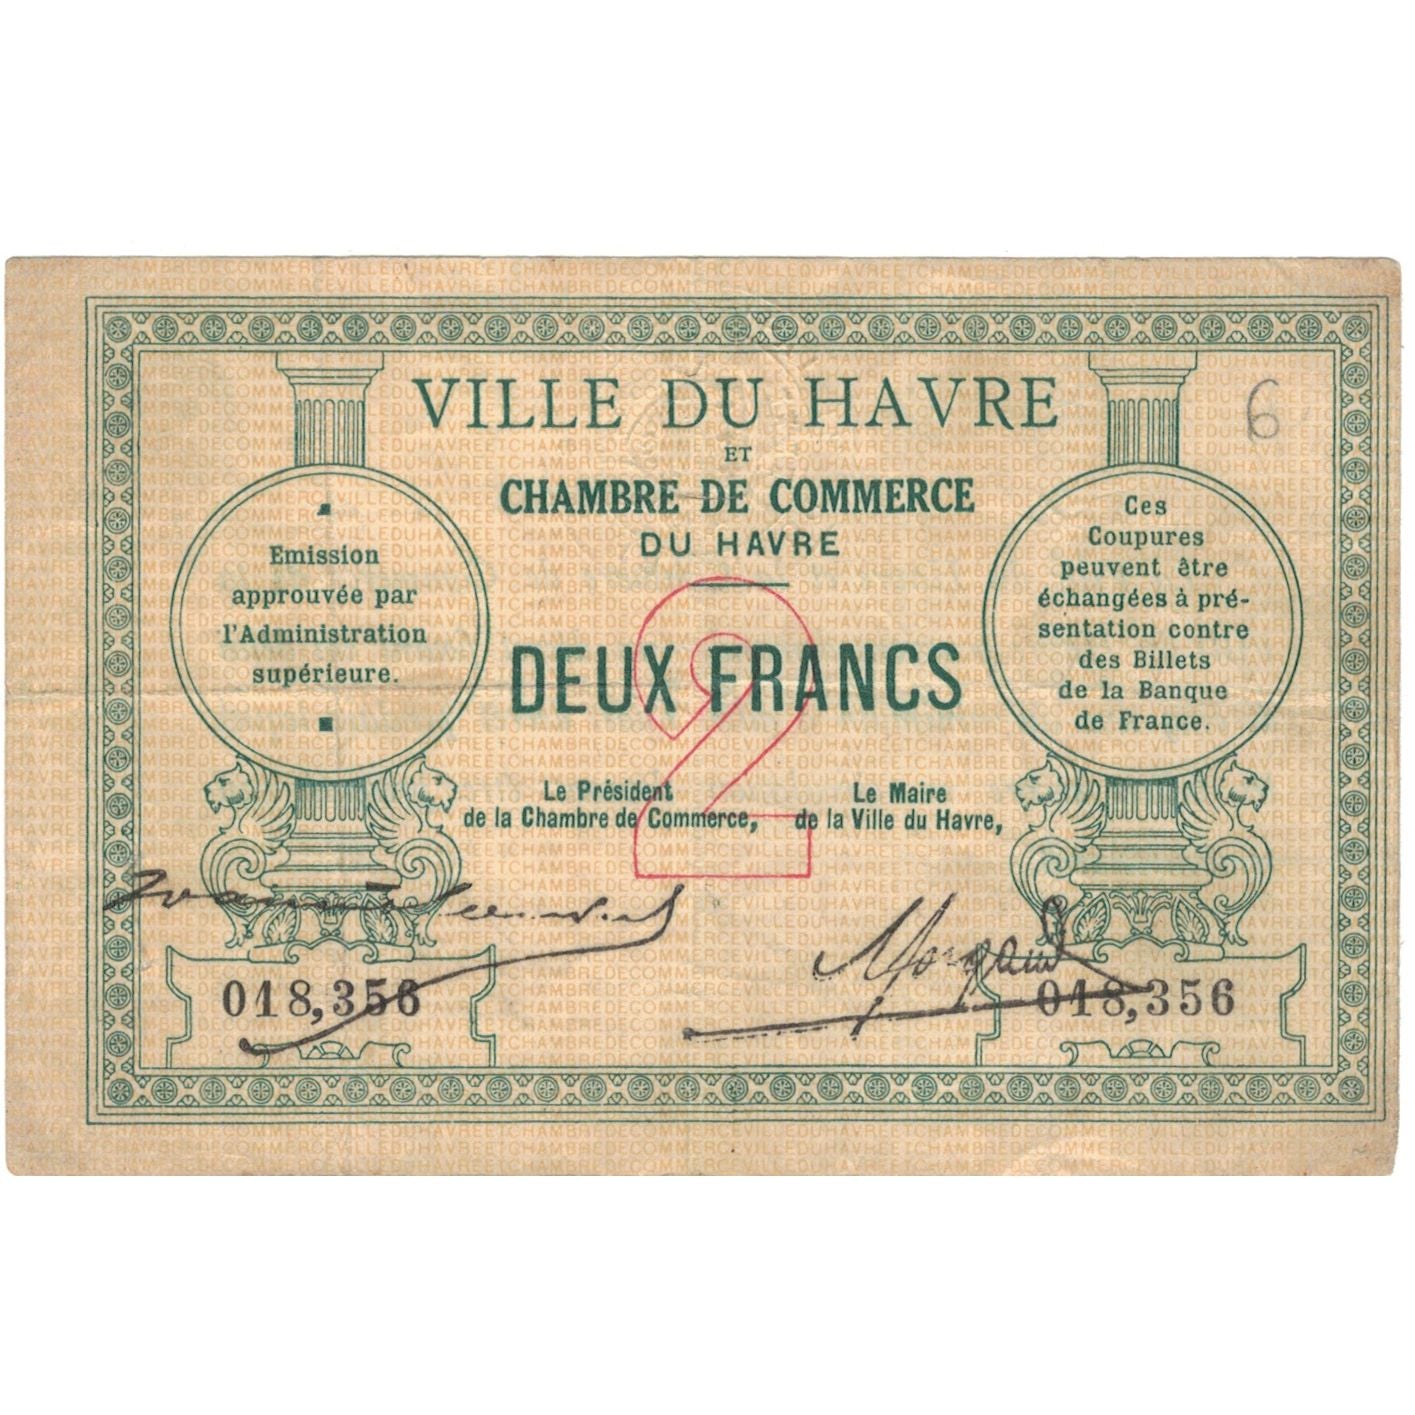 VILLE DU HAVRE
ET
CHAMBRE DE COMMERCE
DU HAVRE
6
Emission
approuvée par
l'Administration
supérieure.
Ces
Coupures
peuvent être
échangées à pré-
sentation contre
des Billets
de la Banque
de France.
2
DEUX FRANCS
Le Président
de la Chambre de Commerce,
Le Maire
de la Ville du Havre,
Morgand
018,356
018,356